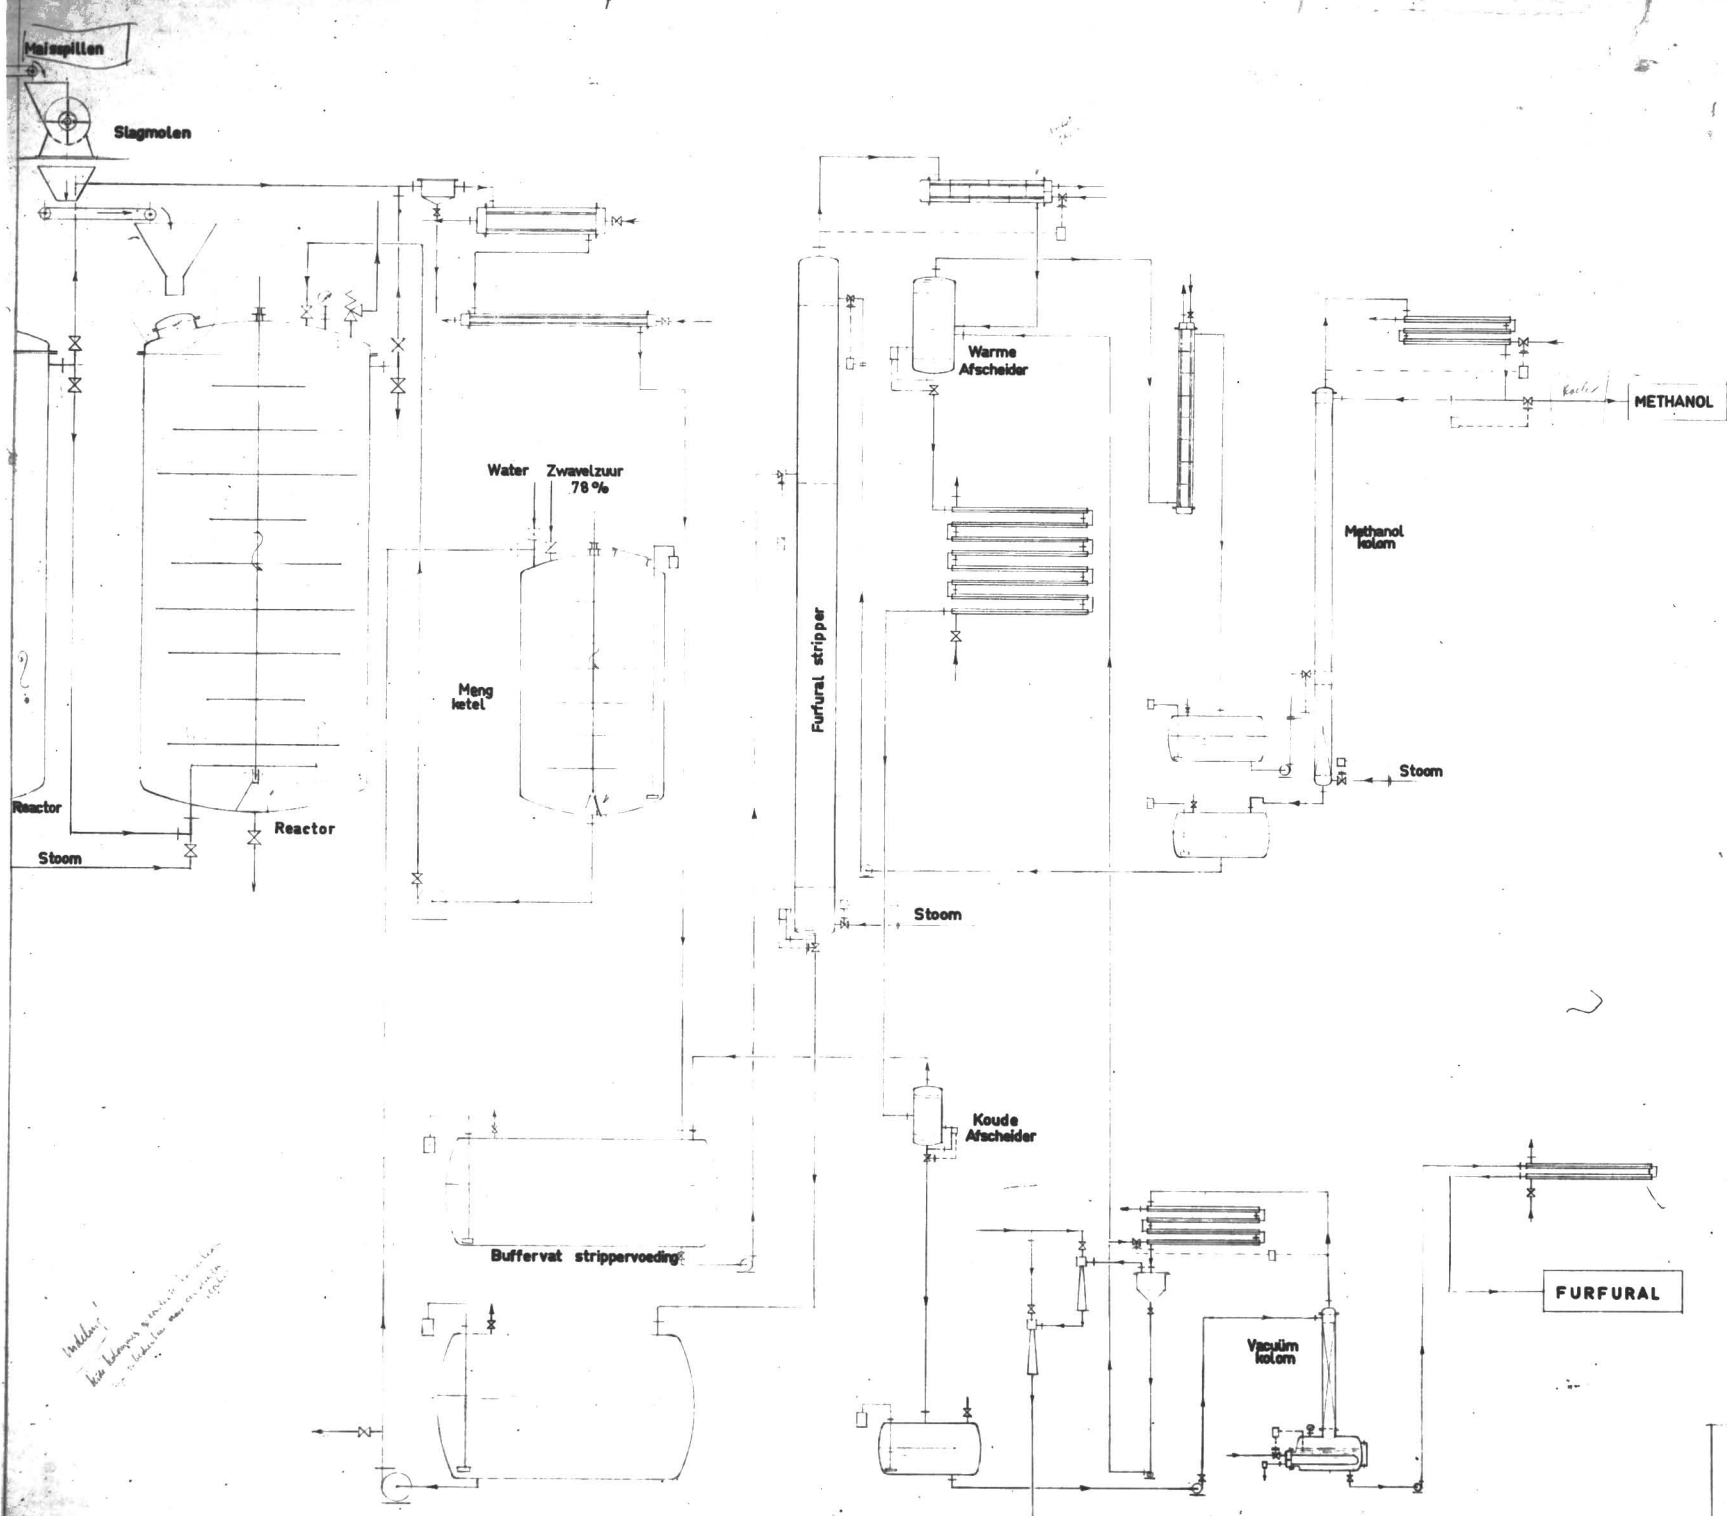 Maisspillen
Slagmolen
Warme
Afscheider
METHANOL
Water
Zwavelzuur
78%
Methanol
kolom
Furfural stripper
Meng
ketel
Stoom
Reactor
Reactor
Stoom
Stoom
Koude
Afscheider
Buffervat strippervoeding
FURFURAL
Vacuüm
kolom